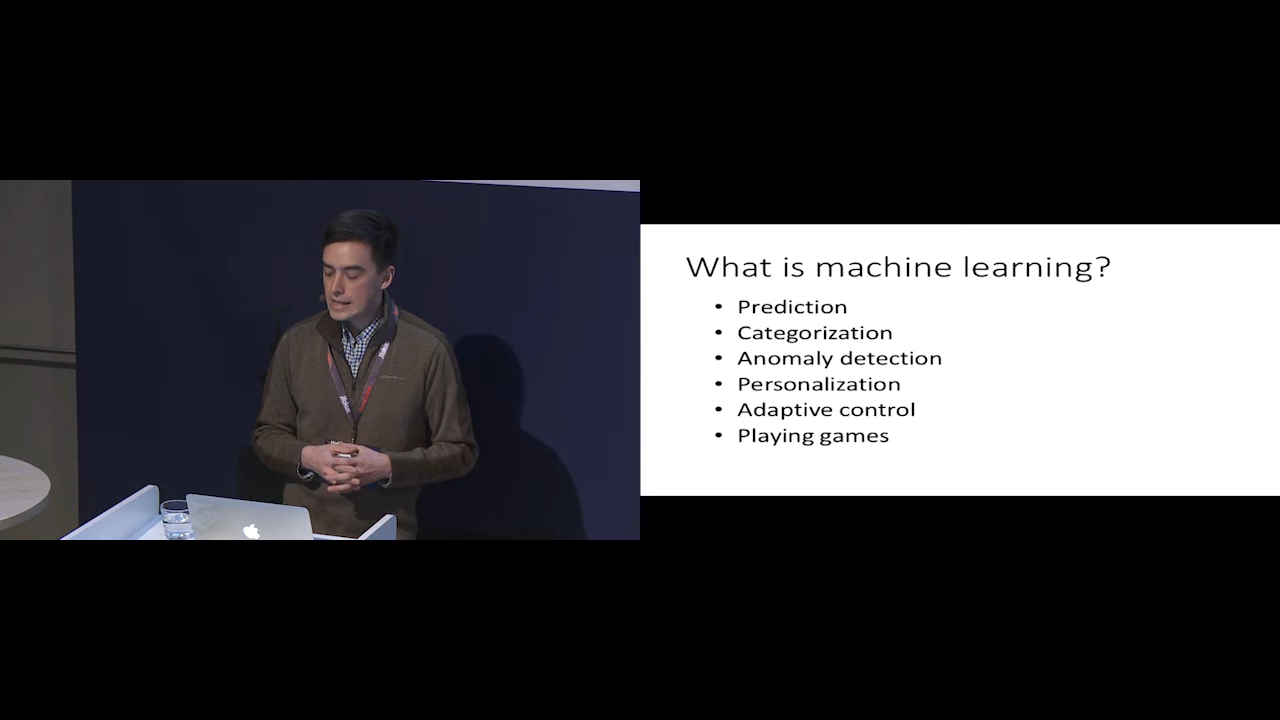 What is machine learning?
• Prediction
• Categorization
• Anomaly detection
• Personalization
• Adaptive control
• Playing games